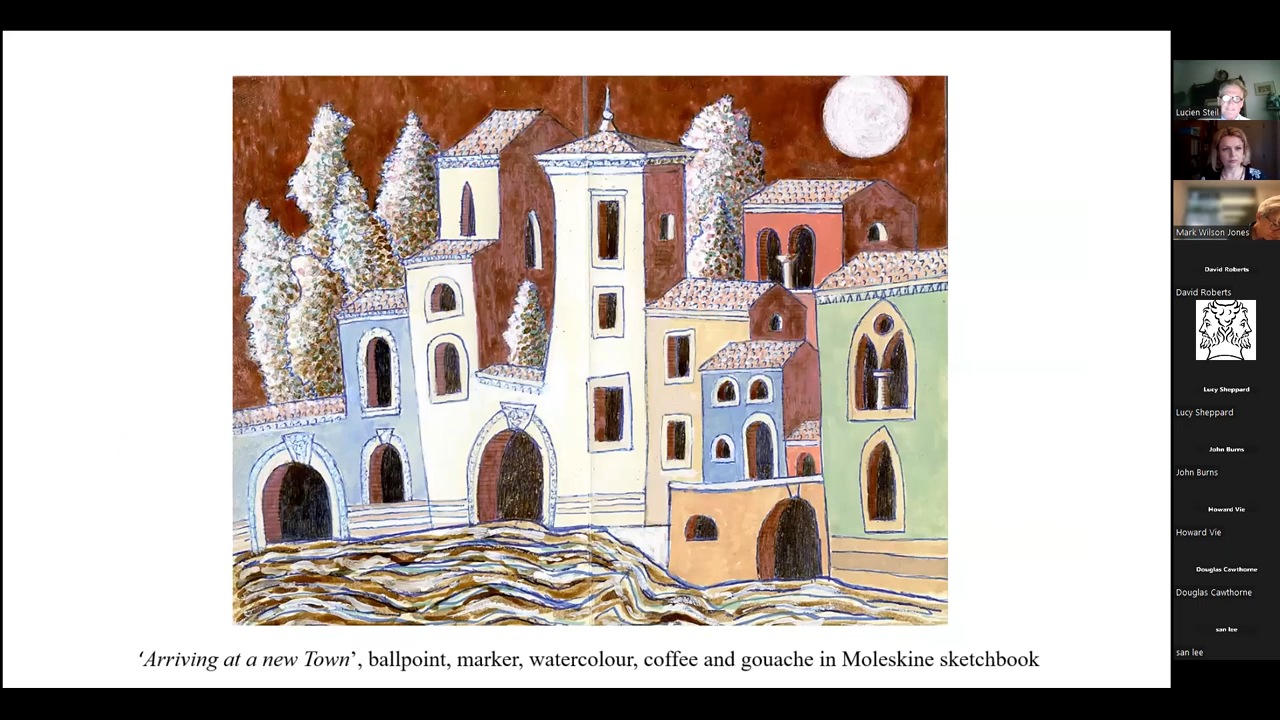 ‘Arriving at a new Town’, ballpoint, marker, watercolour, coffee and gouache in Moleskine sketchbook
Lucien Steil
Mark Wilson Jones
David Roberts
David Roberts
Lucy Sheppard
Lucy Sheppard
John Burns
John Burns
Howard Vie
Howard Vie
Douglas Cawthorne
Douglas Cawthorne
san lee
san lee